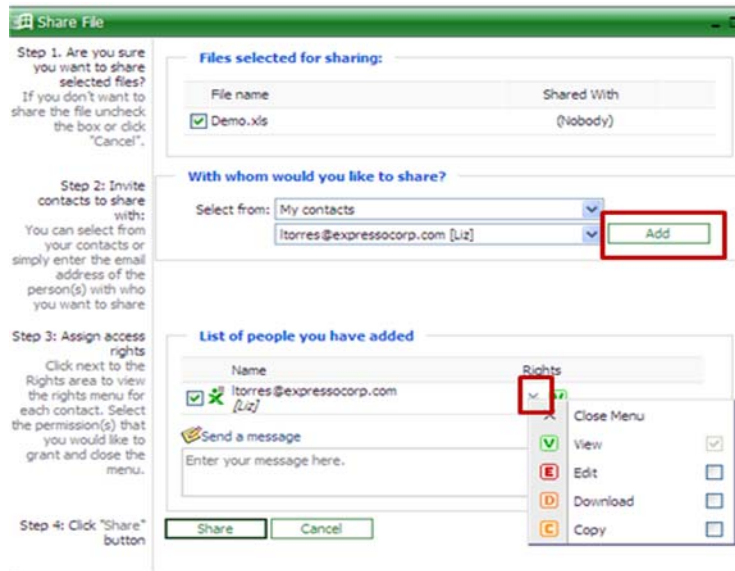 Share File
Step 1. Are you sure
you want to share
selected files?
If you don't want to
share the file uncheck
the box or click
"Cancel".
Files selected for sharing:
File name Shared With
Demo.xls (Nobody)
Step 2: Invite
contacts to share
with:
You can select from
your contacts or
simply enter the email
address of the
person(s) with who
you want to share
With whom would you like to share?
Select from: My contacts
ltorres@expressocorp.com [Liz] Add
Step 3: Assign access
rights
Click next to the
Rights area to view
the rights menu for
each contact. Select
the permission(s) that
you would like to
grant and close the
menu.
List of people you have added
Name Rights
ltorres@expressocorp.com
[Liz]
Send a message
Enter your message here.
Close Menu
V View
E Edit
D Download
C Copy
Step 4: Click "Share"
button
Share Cancel